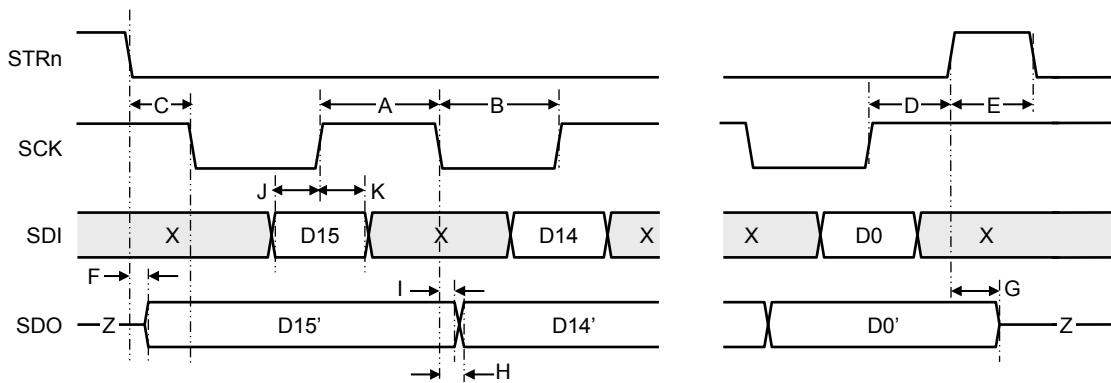 STRn
C A B D E
SCK
J K
SDI X D15 X D14 X X D0 X
F I G
SDO Z D15’ D14’ D0’ Z
H